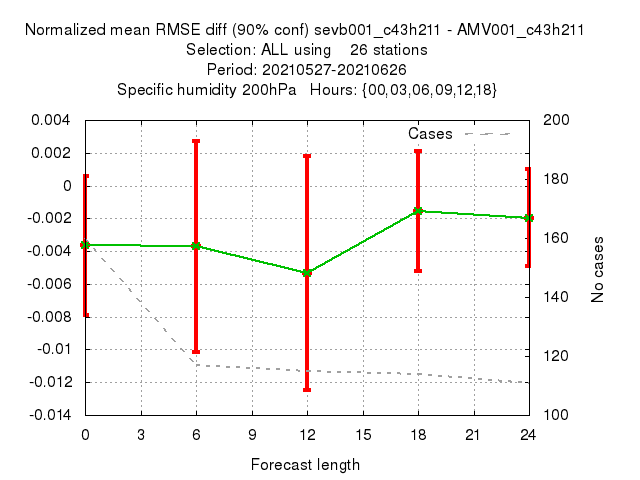 Normalized mean RMSE diff (90% conf) sevb001_c43h211 - AMV001_c43h211
Selection: ALL using    26 stations
Period: 20210527-20210626
Specific humidity 200hPa   Hours: {00,03,06,09,12,18}
Cases
0.004
0.002
0
-0.002
-0.004
-0.006
-0.008
-0.01
-0.012
-0.014
200
180
160
140
120
100
No cases
0 3 6 9 12 15 18 21 24
Forecast length